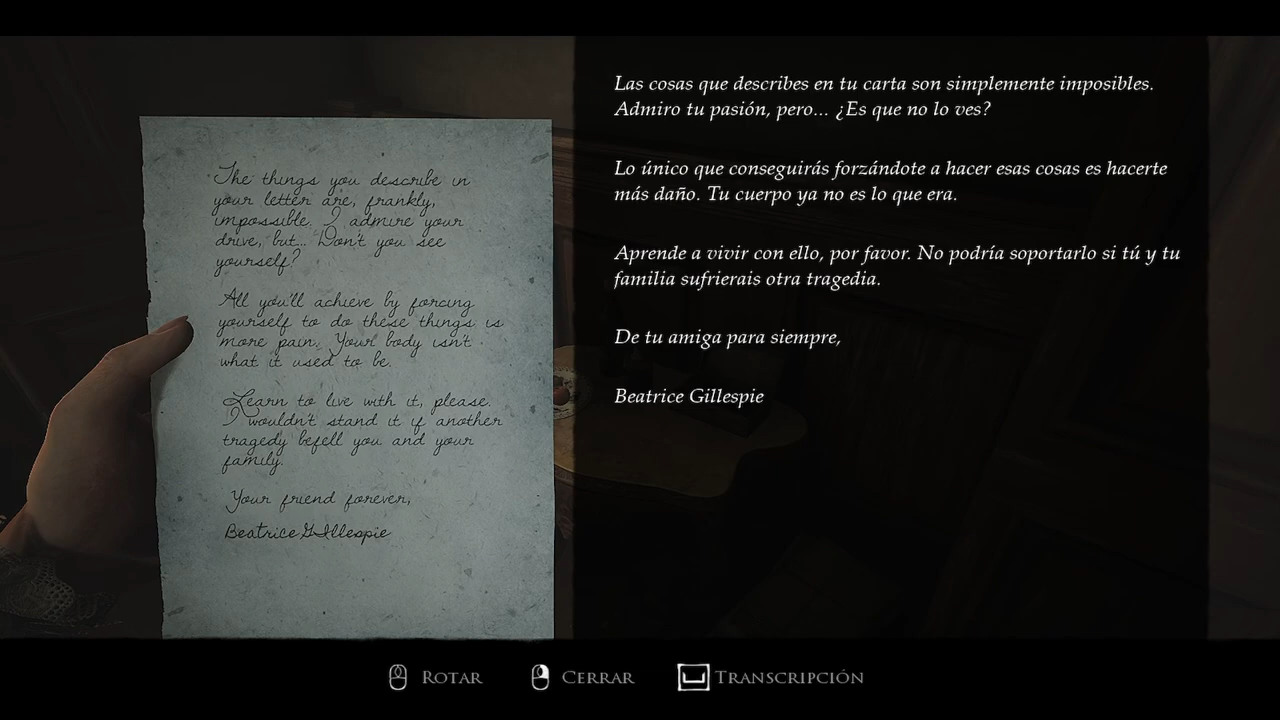 The things you describe in
your letter are, frankly,
impossible. I admire your
drive, but... Don't you see
yourself?
All you'll achieve by forcing
yourself to do these things is
more pain. Your body isn't
what it used to be.
Learn to live with it, please.
I wouldn't stand it if another
tragedy befell you and your
family.
Your friend forever,
Beatrice Gillespie
Las cosas que describes en tu carta son simplemente imposibles.
Admiro tu pasión, pero... ¿Es que no lo ves?
Lo único que conseguirás forzándote a hacer esas cosas es hacerte
más daño. Tu cuerpo ya no es lo que era.
Aprende a vivir con ello, por favor. No podría soportarlo si tú y tu
familia sufrierais otra tragedia.
De tu amiga para siempre,
Beatrice Gillespie
ROTAR
CERRAR
TRANSCRIPCIÓN